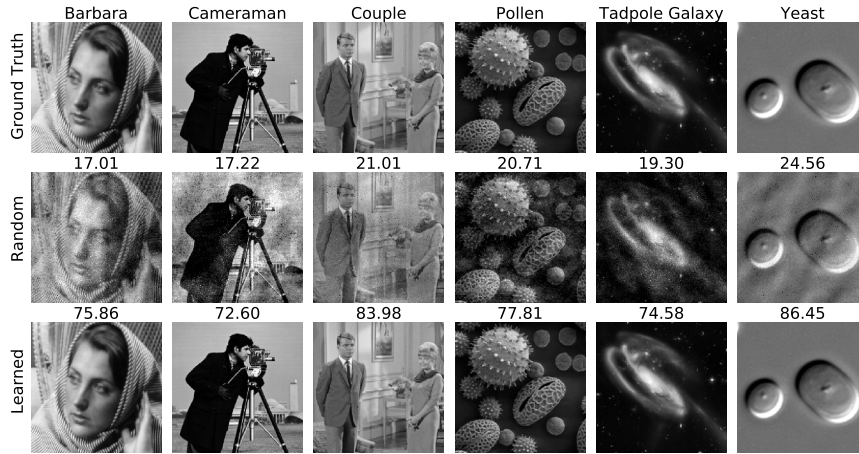 Barbara Cameraman Couple Pollen Tadpole Galaxy Yeast
Ground Truth
17.01 17.22 21.01 20.71 19.30 24.56
Random
75.86 72.60 83.98 77.81 74.58 86.45
Learned